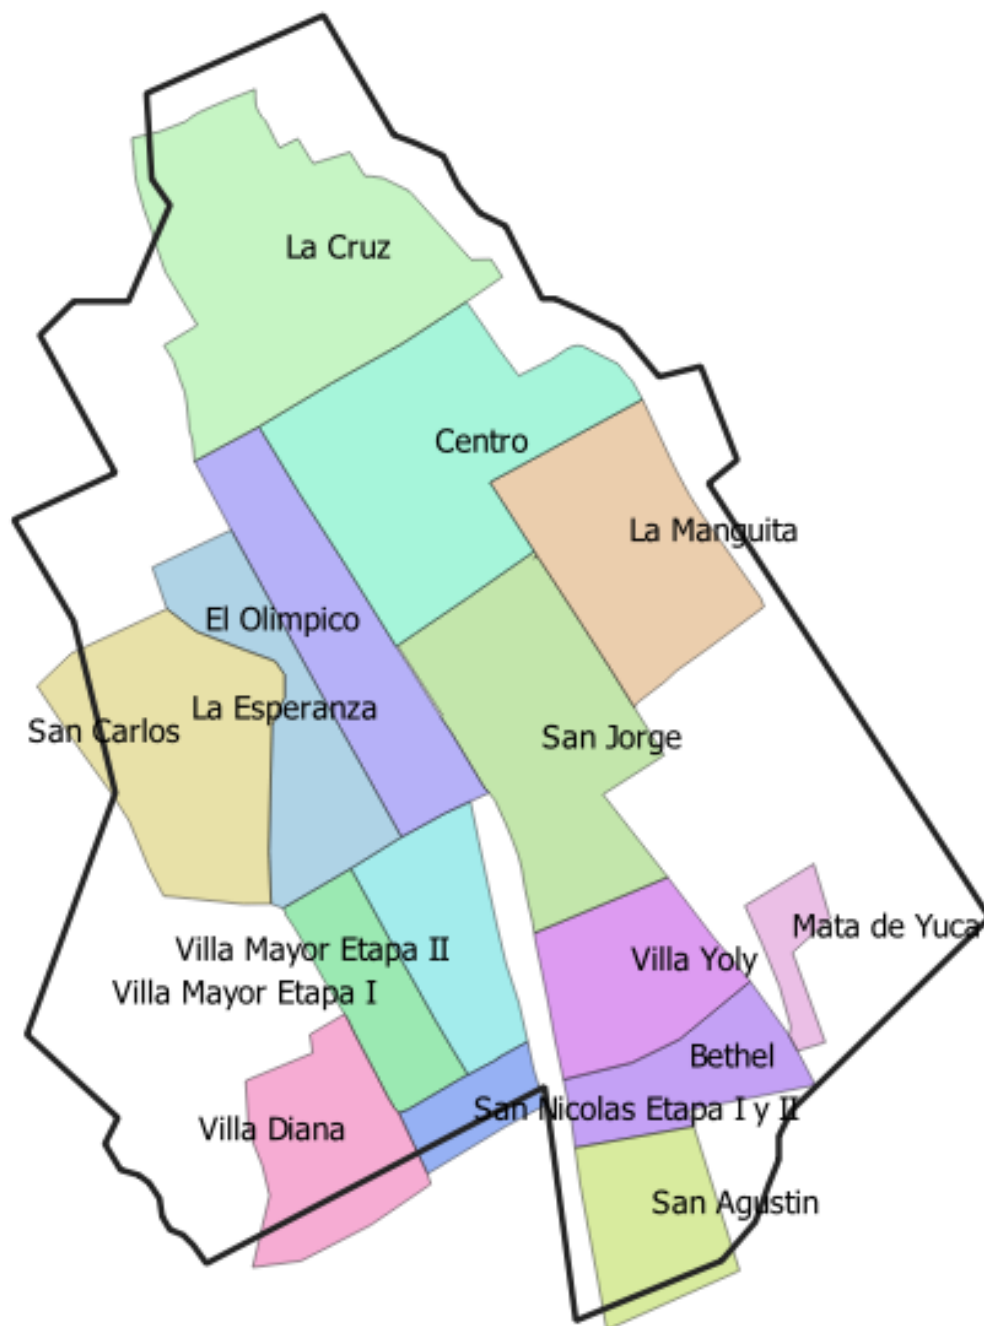 La Cruz
Centro
La Manguita
El Olimpico
La Esperanza
San Carlos
San Jorge
Mata de Yuca
Villa Mayor Etapa II
Villa Yoly
Villa Mayor Etapa I
Bethel
San Nicolas Etapa I y II
Villa Diana
San Agustin